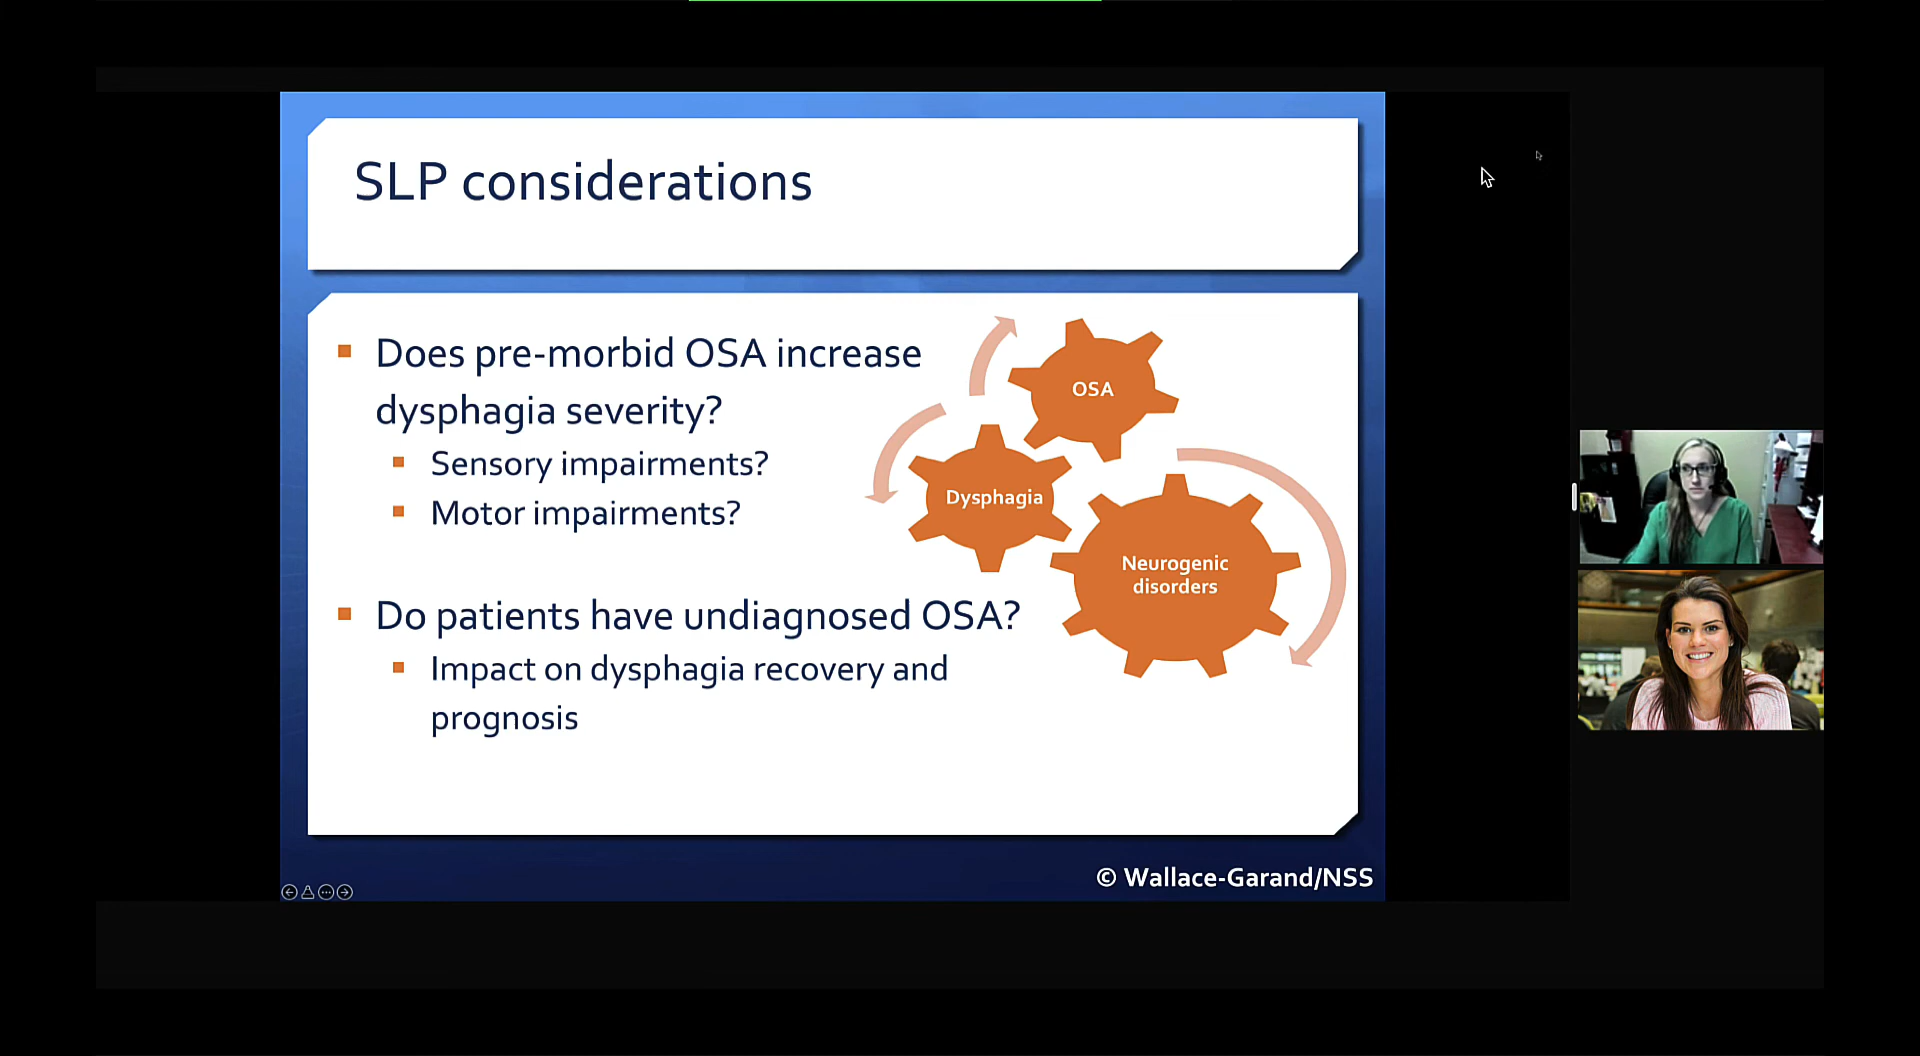 SLP considerations
Does pre-morbid OSA increase
dysphagia severity?
Sensory impairments?
Motor impairments?
Do patients have undiagnosed OSA?
Impact on dysphagia recovery and
prognosis
OSA
Dysphagia
Neurogenic
disorders
© Wallace-Garand/NSS